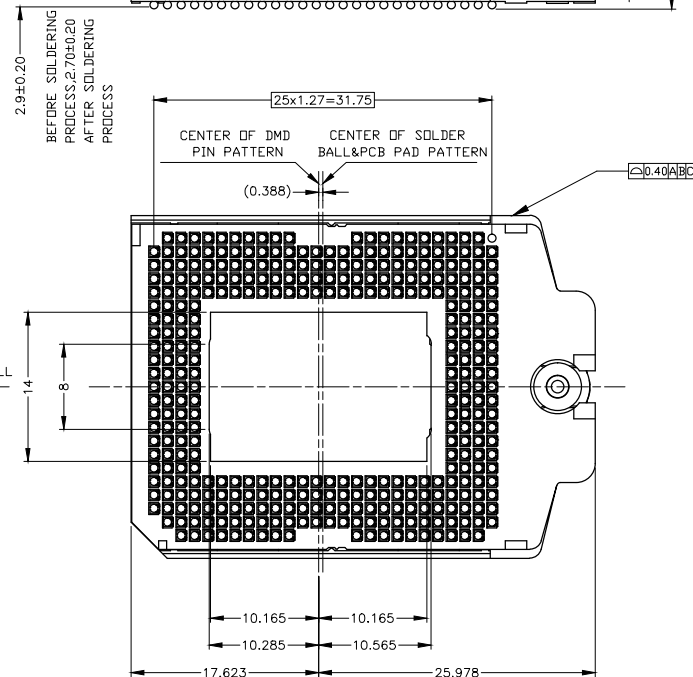 2.9±0.20
BEFORE SOLDERING
PROCESS,2.70±0.20
AFTER SOLDERING
PROCESS
25x1.27=31.75
CENTER OF DMD
PIN PATTERN
CENTER OF SOLDER
BALL&PCB PAD PATTERN
(0.388)
0.40 A B C
14
8
10.165
10.165
10.285
10.565
17.623
25.978